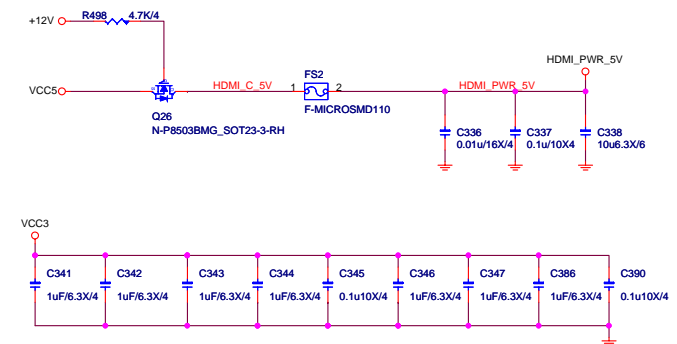 R498 4.7K/4
+12V
HDMI_PWR_5V
FS2
VCC5
HDMI_C_5V
1
2
HDMI_PWR_5V
F-MICROSMD110
Q26
N-P8503BMG_SOT23-3-RH
C336
0.01u/16X/4
C337
0.1u/10X4
C338
10u6.3X/6
VCC3
C341
1uF/6.3X/4
C342
1uF/6.3X/4
C343
1uF/6.3X/4
C344
1uF/6.3X/4
C345
0.1u10X/4
C346
1uF/6.3X/4
C347
1uF/6.3X/4
C386
1uF/6.3X/4
C390
0.1u10X/4